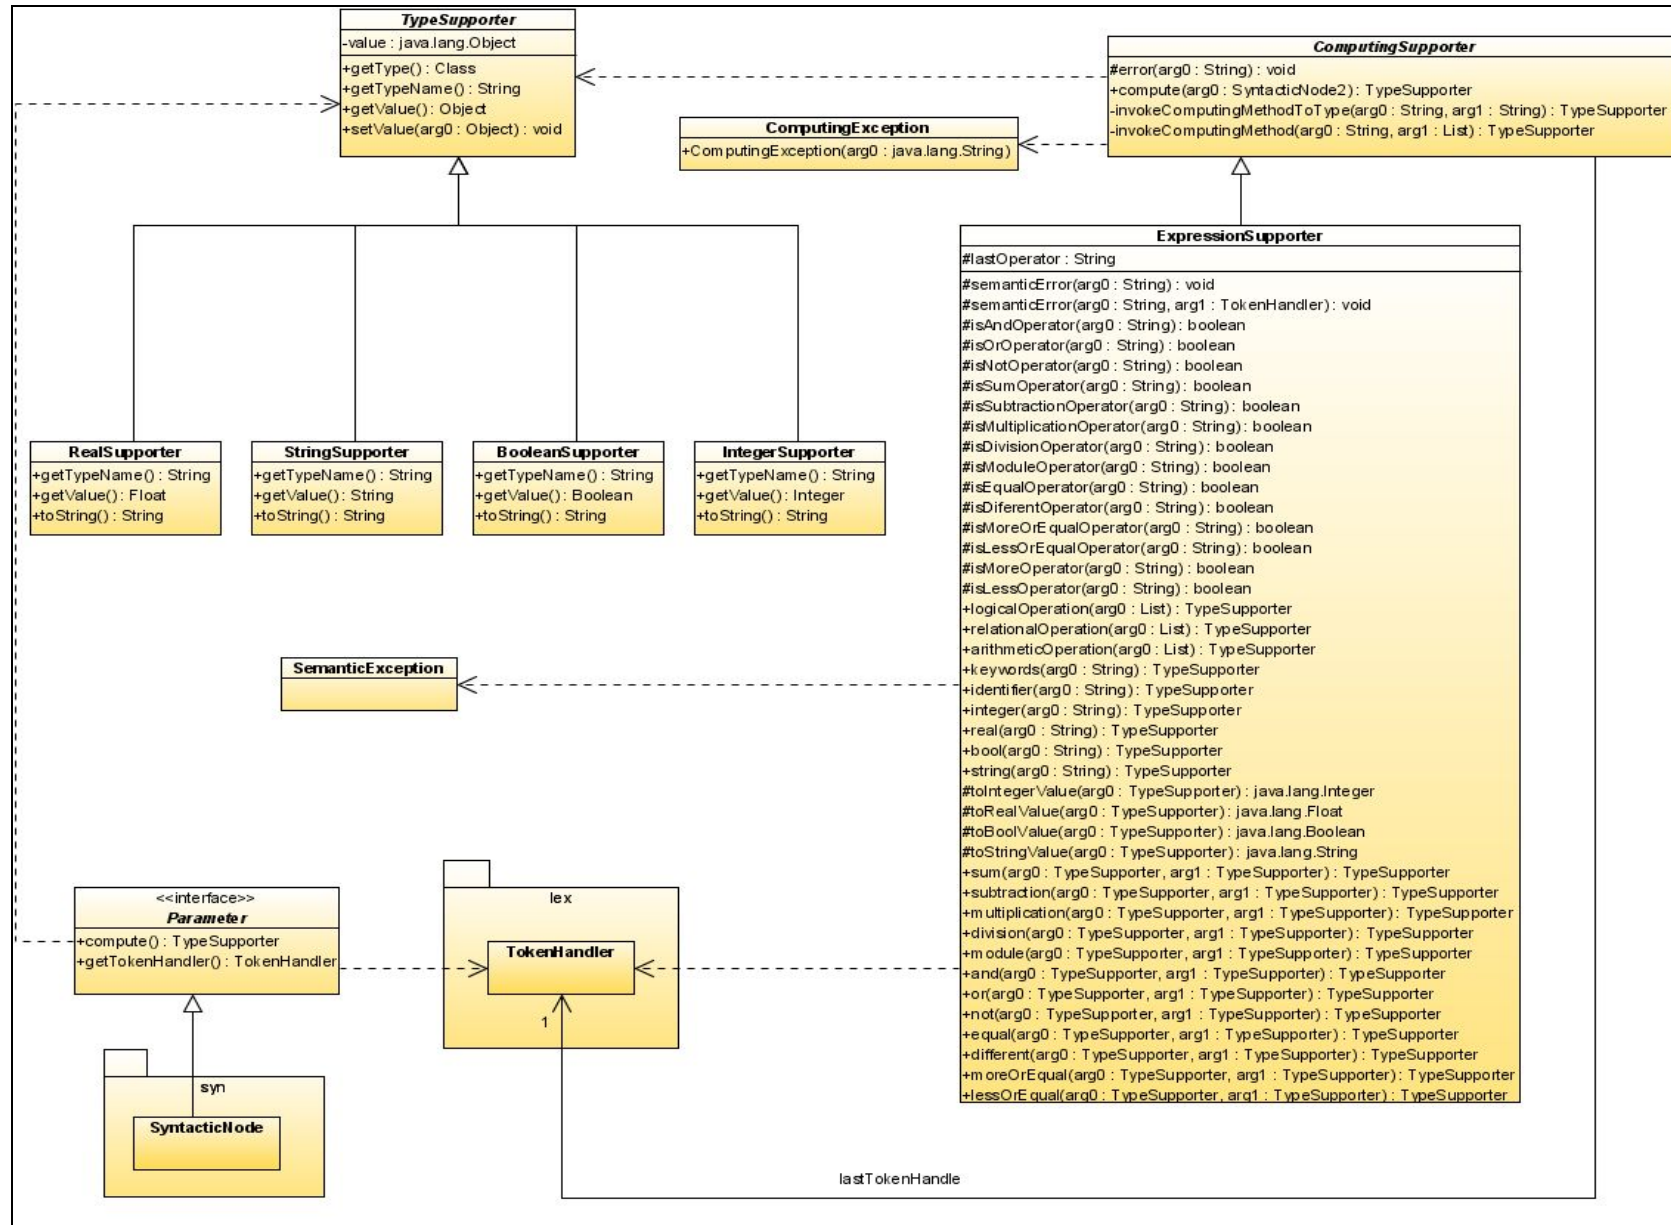 TypeSupporter
-value : java.lang.Object
+getType() : Class
+getTypeName() : String
+getValue() : Object
+setValue(arg0 : Object) : void
ComputingSupporter
#error(arg0 : String) : void
+compute(arg0 : SyntacticNode2) : TypeSupporter
-invokeComputingMethodToType(arg0 : String, arg1 : String) : TypeSupporter
-invokeComputingMethod(arg0 : String, arg1 : List) : TypeSupporter
ComputingException
+ComputingException(arg0 : java.lang.String)
ExpressionSupporter
#lastOperator : String
#semanticError(arg0 : String) : void
#semanticError(arg0 : String, arg1 : TokenHandler) : void
#isAndOperator(arg0 : String) : boolean
#isOrOperator(arg0 : String) : boolean
#isNotOperator(arg0 : String) : boolean
#isSumOperator(arg0 : String) : boolean
#isSubtractionOperator(arg0 : String) : boolean
#isMultiplicationOperator(arg0 : String) : boolean
#isDivisionOperator(arg0 : String) : boolean
#isModuleOperator(arg0 : String) : boolean
#isEqualOperator(arg0 : String) : boolean
#isDiferentOperator(arg0 : String) : boolean
#isMoreOrEqualOperator(arg0 : String) : boolean
#isLessOrEqualOperator(arg0 : String) : boolean
#isMoreOperator(arg0 : String) : boolean
#isLessOperator(arg0 : String) : boolean
+logicalOperation(arg0 : List) : TypeSupporter
+relationalOperation(arg0 : List) : TypeSupporter
+arithmeticOperation(arg0 : List) : TypeSupporter
+keywords(arg0 : String) : TypeSupporter
+identifier(arg0 : String) : TypeSupporter
+integer(arg0 : String) : TypeSupporter
+real(arg0 : String) : TypeSupporter
+bool(arg0 : String) : TypeSupporter
+string(arg0 : String) : TypeSupporter
#toIntegerValue(arg0 : TypeSupporter) : java.lang.Integer
#toRealValue(arg0 : TypeSupporter) : java.lang.Float
#toBoolValue(arg0 : TypeSupporter) : java.lang.Boolean
#toStringValue(arg0 : TypeSupporter) : java.lang.String
+sum(arg0 : TypeSupporter, arg1 : TypeSupporter) : TypeSupporter
+subtraction(arg0 : TypeSupporter, arg1 : TypeSupporter) : TypeSupporter
+multiplication(arg0 : TypeSupporter, arg1 : TypeSupporter) : TypeSupporter
+division(arg0 : TypeSupporter, arg1 : TypeSupporter) : TypeSupporter
+module(arg0 : TypeSupporter, arg1 : TypeSupporter) : TypeSupporter
+and(arg0 : TypeSupporter, arg1 : TypeSupporter) : TypeSupporter
+or(arg0 : TypeSupporter, arg1 : TypeSupporter) : TypeSupporter
+not(arg0 : TypeSupporter, arg1 : TypeSupporter) : TypeSupporter
+equal(arg0 : TypeSupporter, arg1 : TypeSupporter) : TypeSupporter
+different(arg0 : TypeSupporter, arg1 : TypeSupporter) : TypeSupporter
+moreOrEqual(arg0 : TypeSupporter, arg1 : TypeSupporter) : TypeSupporter
+lessOrEqual(arg0 : TypeSupporter, arg1 : TypeSupporter) : TypeSupporter
RealSupporter
+getTypeName() : String
+getValue() : Float
+toString() : String
StringSupporter
+getTypeName() : String
+getValue() : String
+toString() : String
BooleanSupporter
+getTypeName() : String
+getValue() : Boolean
+toString() : String
IntegerSupporter
+getTypeName() : String
+getValue() : Integer
+toString() : String
SemanticException
<<interface>>
Parameter
+compute() : TypeSupporter
+getTokenHandler() : TokenHandler
lex
TokenHandler
1
syn
SyntacticNode
lastTokenHandle